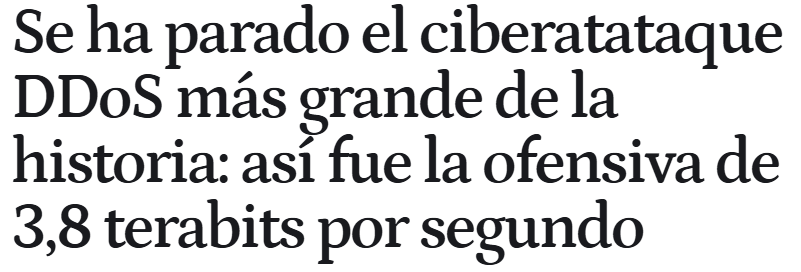 Se ha parado el ciberatataque
DDoS más grande de la
historia: así fue la ofensiva de
3,8 terabits por segundo